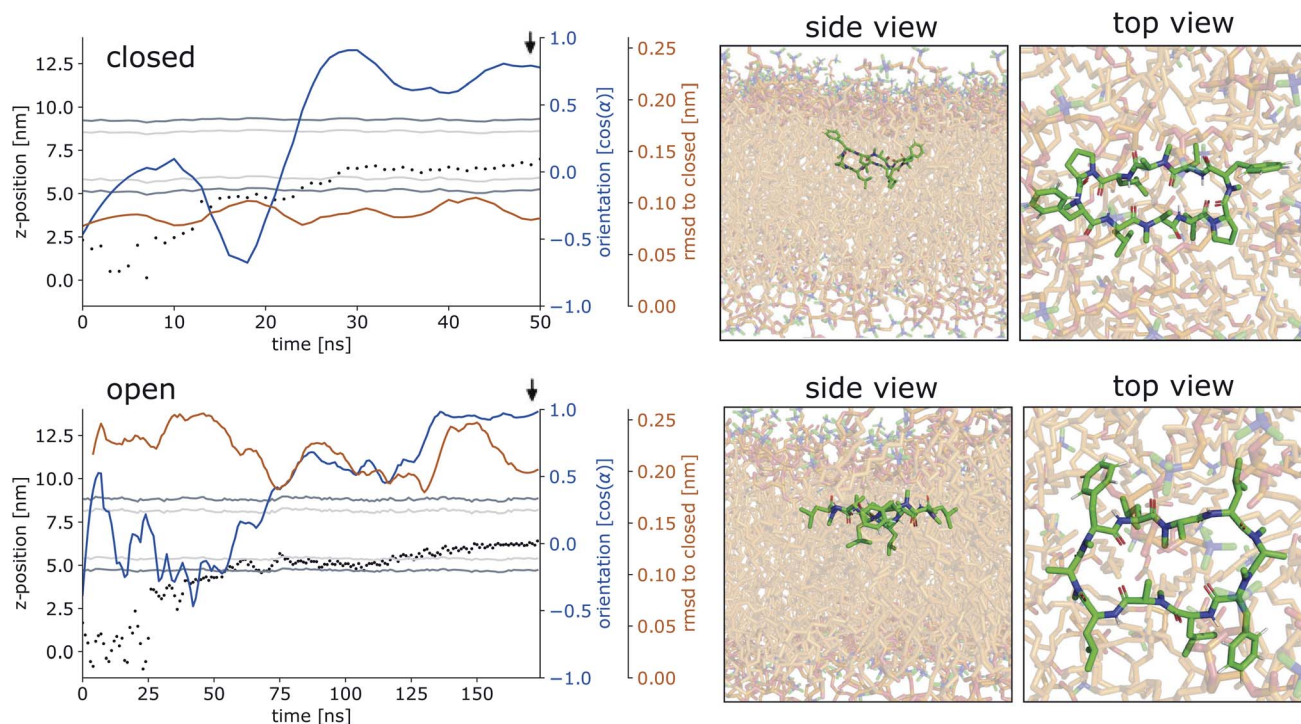 closed
12.5
10.0
7.5
5.0
2.5
0.0
z-position [nm]
0 10 20 30 40 50
time [ns]
1.0
0.5
0.0
−0.5
−1.0
orientation [cos(α)]
0.25
0.20
0.15
0.10
0.05
0.00
rmsd to closed [nm]
side view
top view
open
12.5
10.0
7.5
5.0
2.5
0.0
z-position [nm]
0 25 50 75 100 125 150
time [ns]
1.0
0.5
0.0
−0.5
−1.0
orientation [cos(α)]
0.25
0.20
0.15
0.10
0.05
0.00
rmsd to closed [nm]
side view
top view